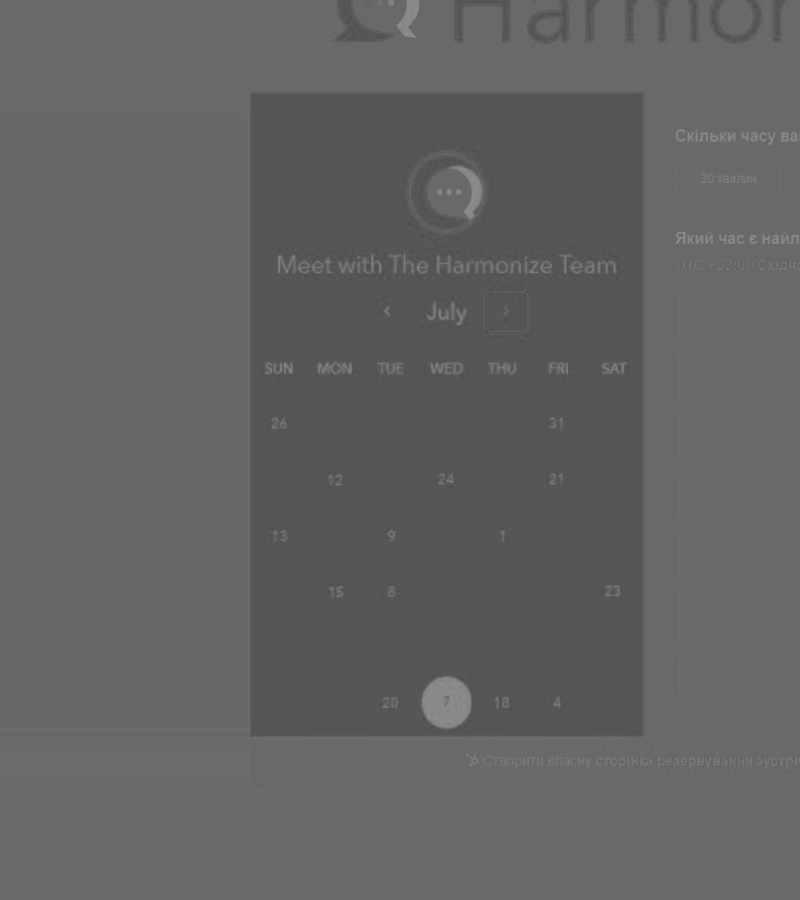 Harmon
Meet with The Harmonize Team
‹ July ›
SUN MON TUE WED THU FRI SAT
26 31
12 24 21
13 9 1
15 8 23
20 7 18 4
Скільки часу ва
30 хвилин
Який час є найл
UTC +03:00 Східно
Створити власну сторінка резервування зустріч